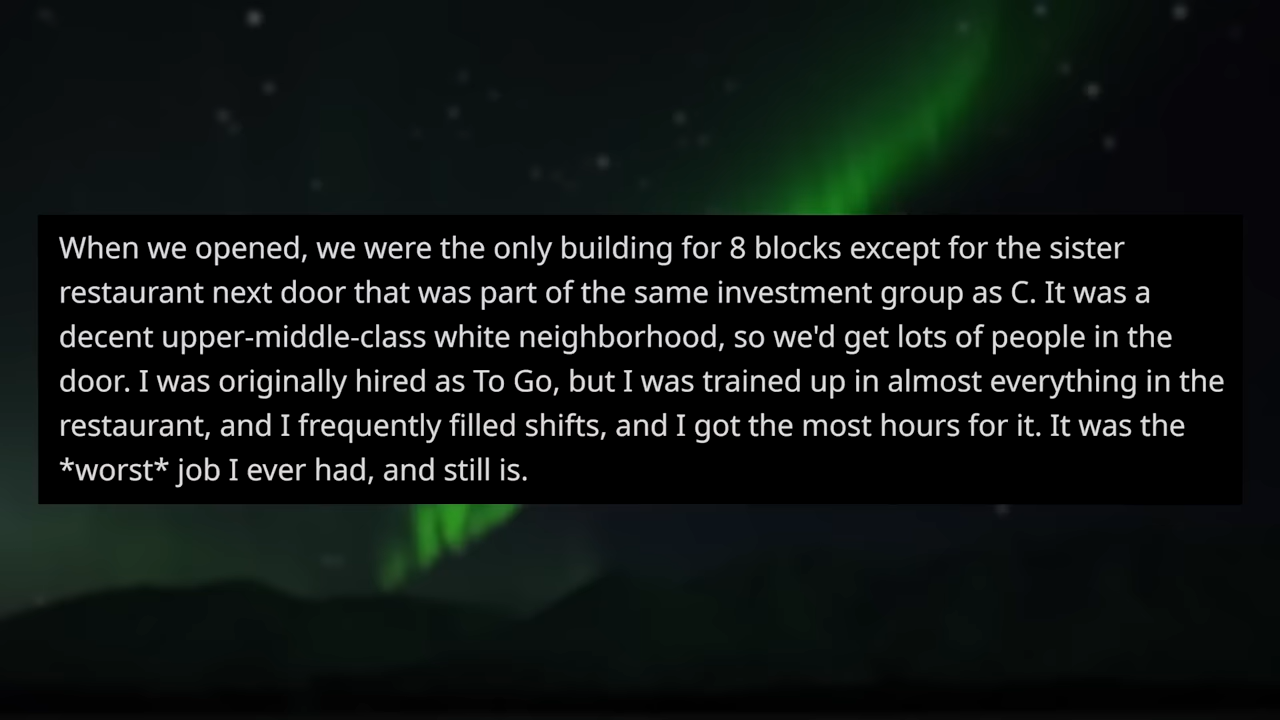 When we opened, we were the only building for 8 blocks except for the sister
restaurant next door that was part of the same investment group as C. It was a
decent upper-middle-class white neighborhood, so we'd get lots of people in the
door. I was originally hired as To Go, but I was trained up in almost everything in the
restaurant, and I frequently filled shifts, and I got the most hours for it. It was the
*worst* job I ever had, and still is.